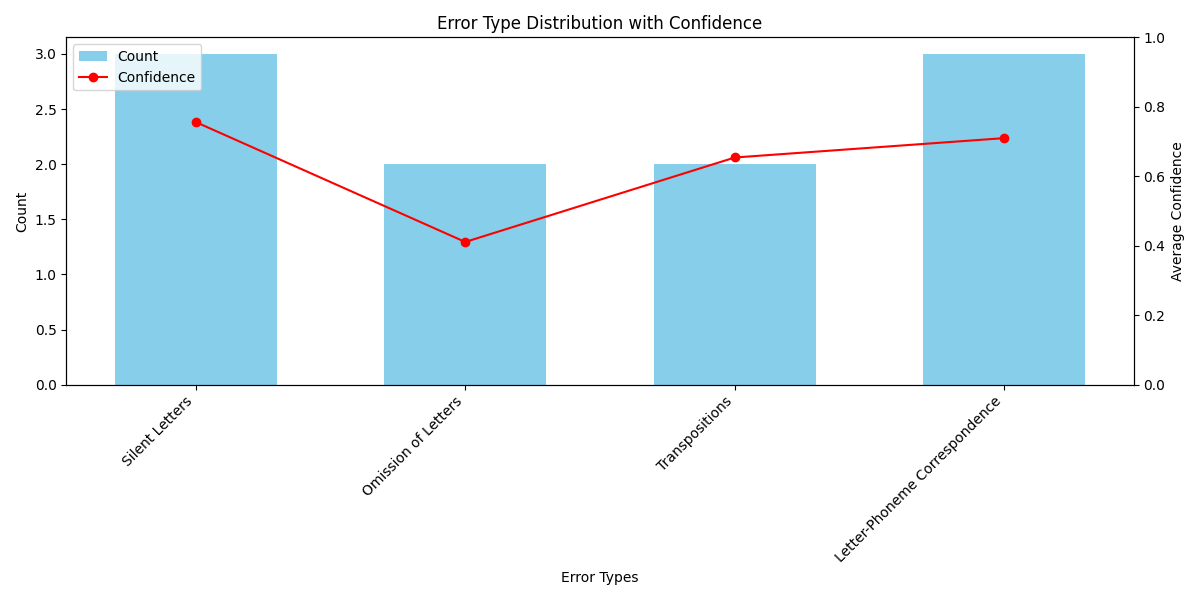 Error Type Distribution with Confidence
Count
Confidence
3.0
2.5
2.0
1.5
1.0
0.5
0.0
Count
1.0
0.8
0.6
0.4
0.2
0.0
Average Confidence
Silent Letters
Omission of Letters
Transpositions
Letter-Phoneme Correspondence
Error Types